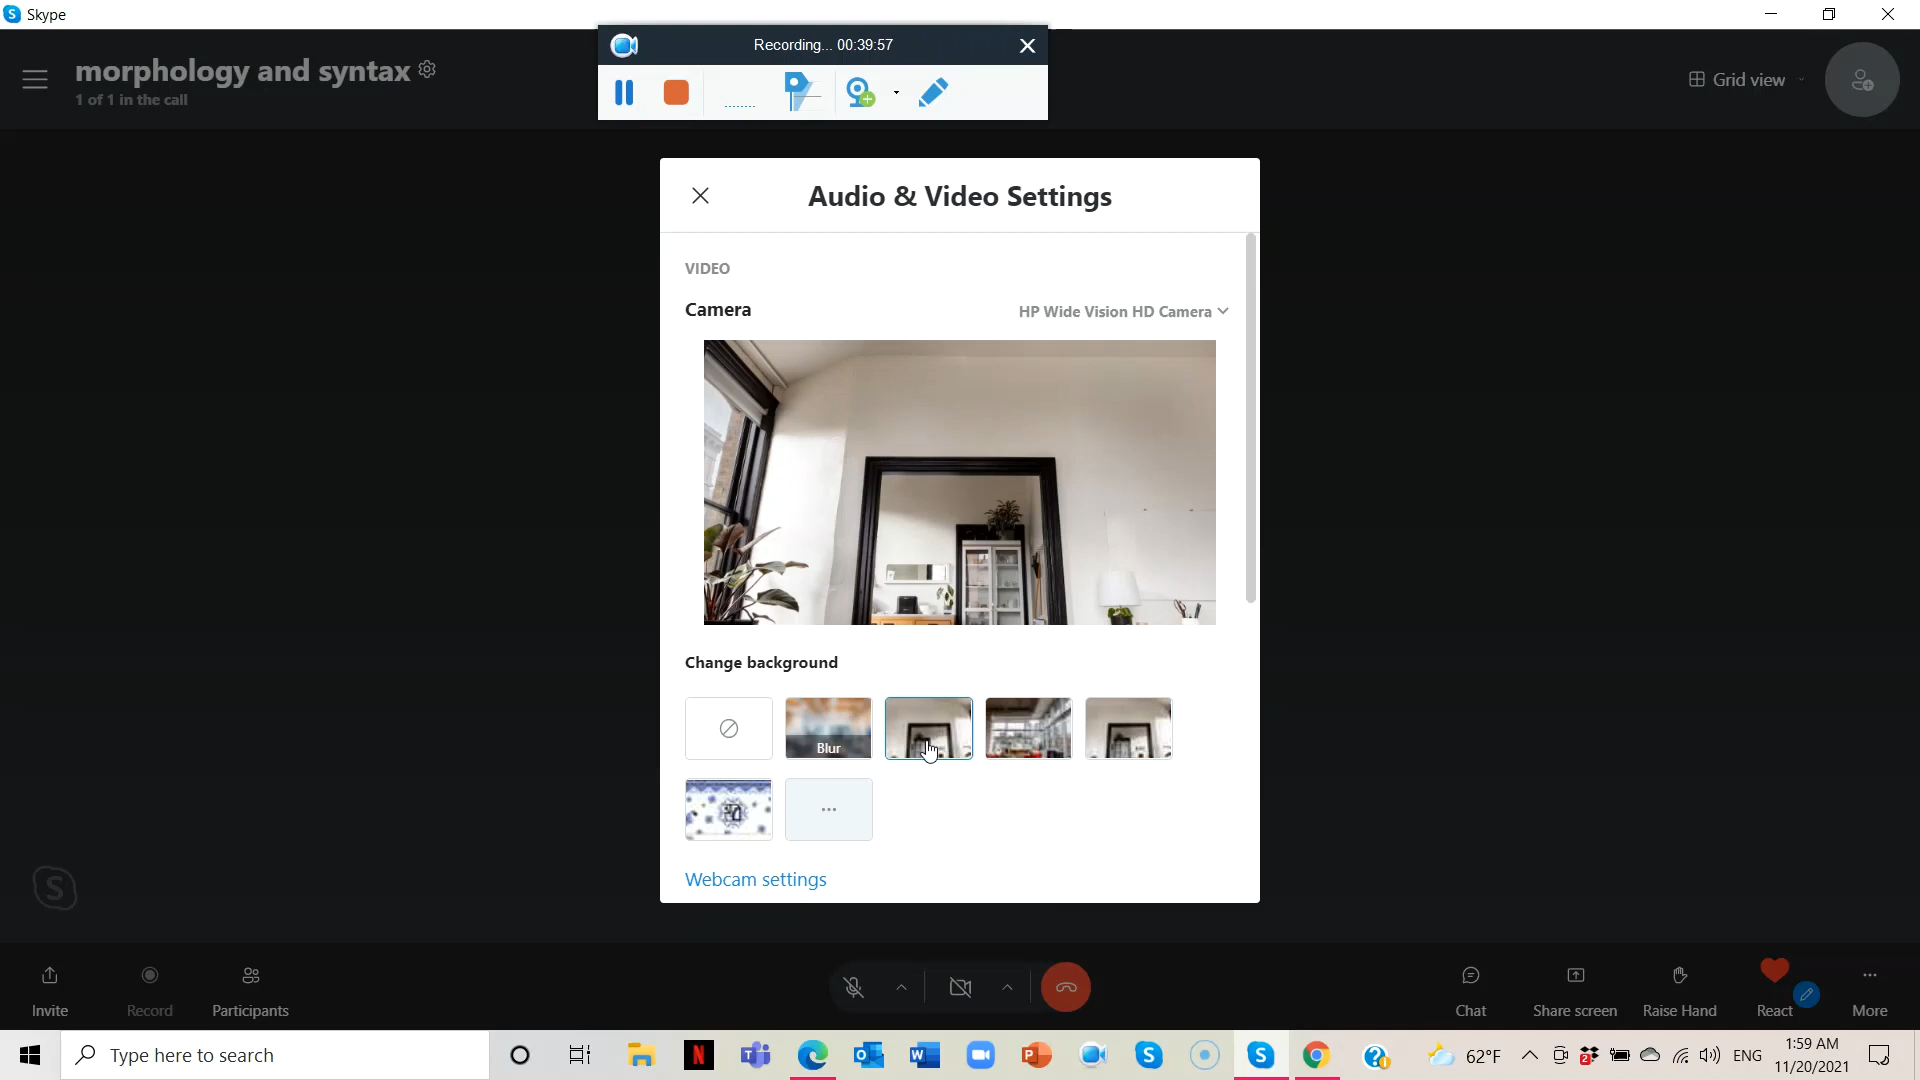 Skype
Recording... 00:39:57
morphology and syntax
1 of 1 in the call
Grid view
Audio & Video Settings
VIDEO
Camera
HP Wide Vision HD Camera
Change background
Blur
Webcam settings
Invite
Record
Participants
Chat
Share screen
Raise Hand
React
More
Type here to search
62°F
ENG
1:59 AM
11/20/2021